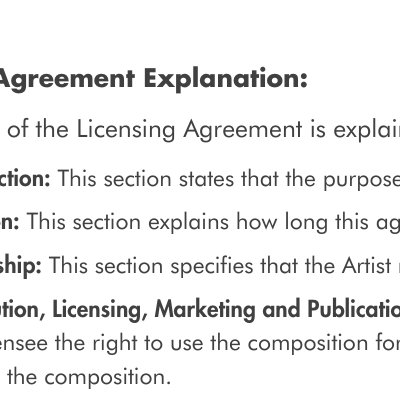 Agreement Explanation:
of the Licensing Agreement is explai
ction: This section states that the purpose
n: This section explains how long this ag
ship: This section specifies that the Artist
ution, Licensing, Marketing and Publicatio
ensee the right to use the composition for
the composition.